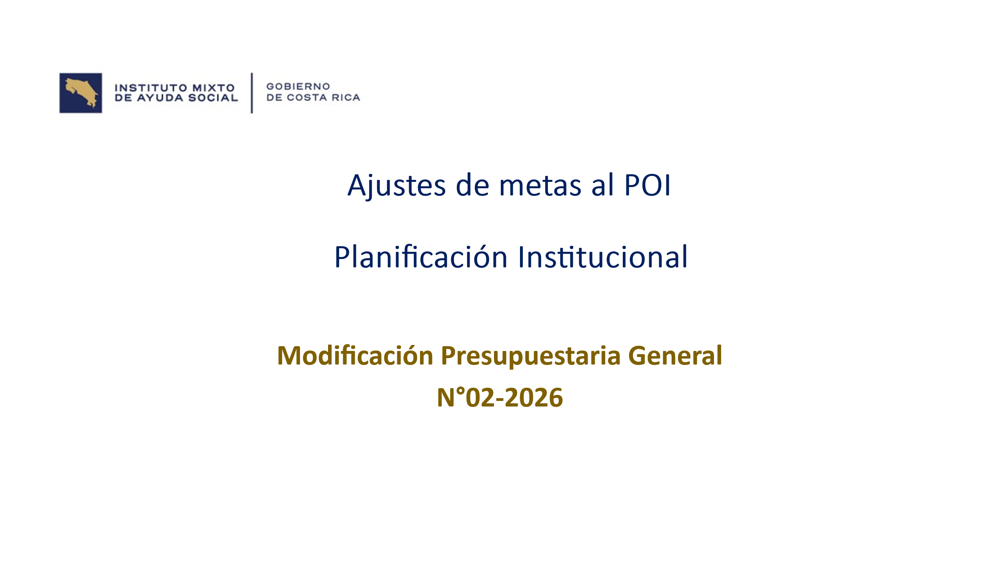 INSTITUTO MIXTO
DE AYUDA SOCIAL
GOBIERNO
DE COSTA RICA
Ajustes de metas al POI
Planificación Institucional
Modificación Presupuestaria General
N°02-2026